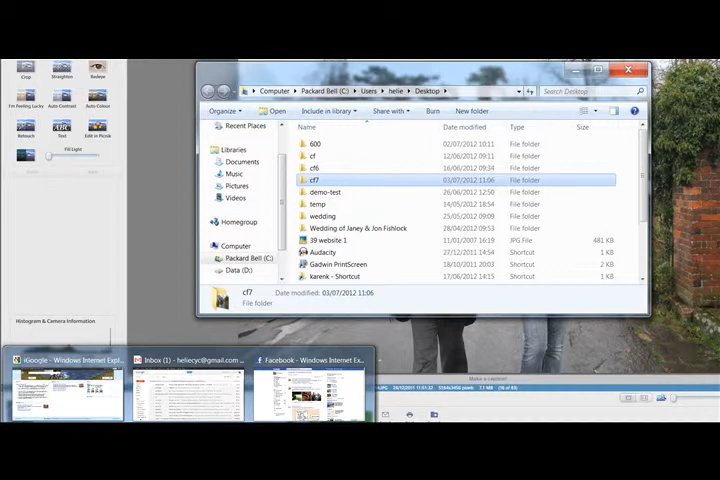 Crop Straighten Redeye
I'm Feeling Lucky Auto Contrast Auto Colour
Retouch Text Edit in Picnik
Fill Light
Histogram & Camera Information
Computer Packard Bell (C:) Users helie Desktop
Search Desktop
Organize Open Include in library Share with Burn New folder
Name Date modified Type Size
Recent Places
Libraries
Documents
Music
Pictures
Videos
Homegroup
Computer
Packard Bell (C:)
Data (D:)
600 02/07/2012 10:11 File folder
cf 12/06/2012 09:11 File folder
cf6 16/06/2012 09:34 File folder
cf7 03/07/2012 11:06 File folder
demo-test 26/06/2012 12:50 File folder
temp 14/05/2012 18:54 File folder
wedding 25/05/2012 09:09 File folder
Wedding of Janey & Jon Fishlock 28/04/2012 09:53 File folder
39 website 1 11/01/2007 16:19 JPG File 481 KB
Audacity 27/12/2011 09:11 Shortcut 1 KB
Gadwin PrintScreen 28/10/2011 20:03 Shortcut 2 KB
karenk - Shortcut 17/06/2012 14:15 Shortcut 1 KB
cf7 Date modified: 03/07/2012 11:06
File folder
iGoogle - Windows Internet Expl...
Inbox (1) - heliecyc@gmail.com ...
Facebook - Windows Internet Ex...
Make a caption!